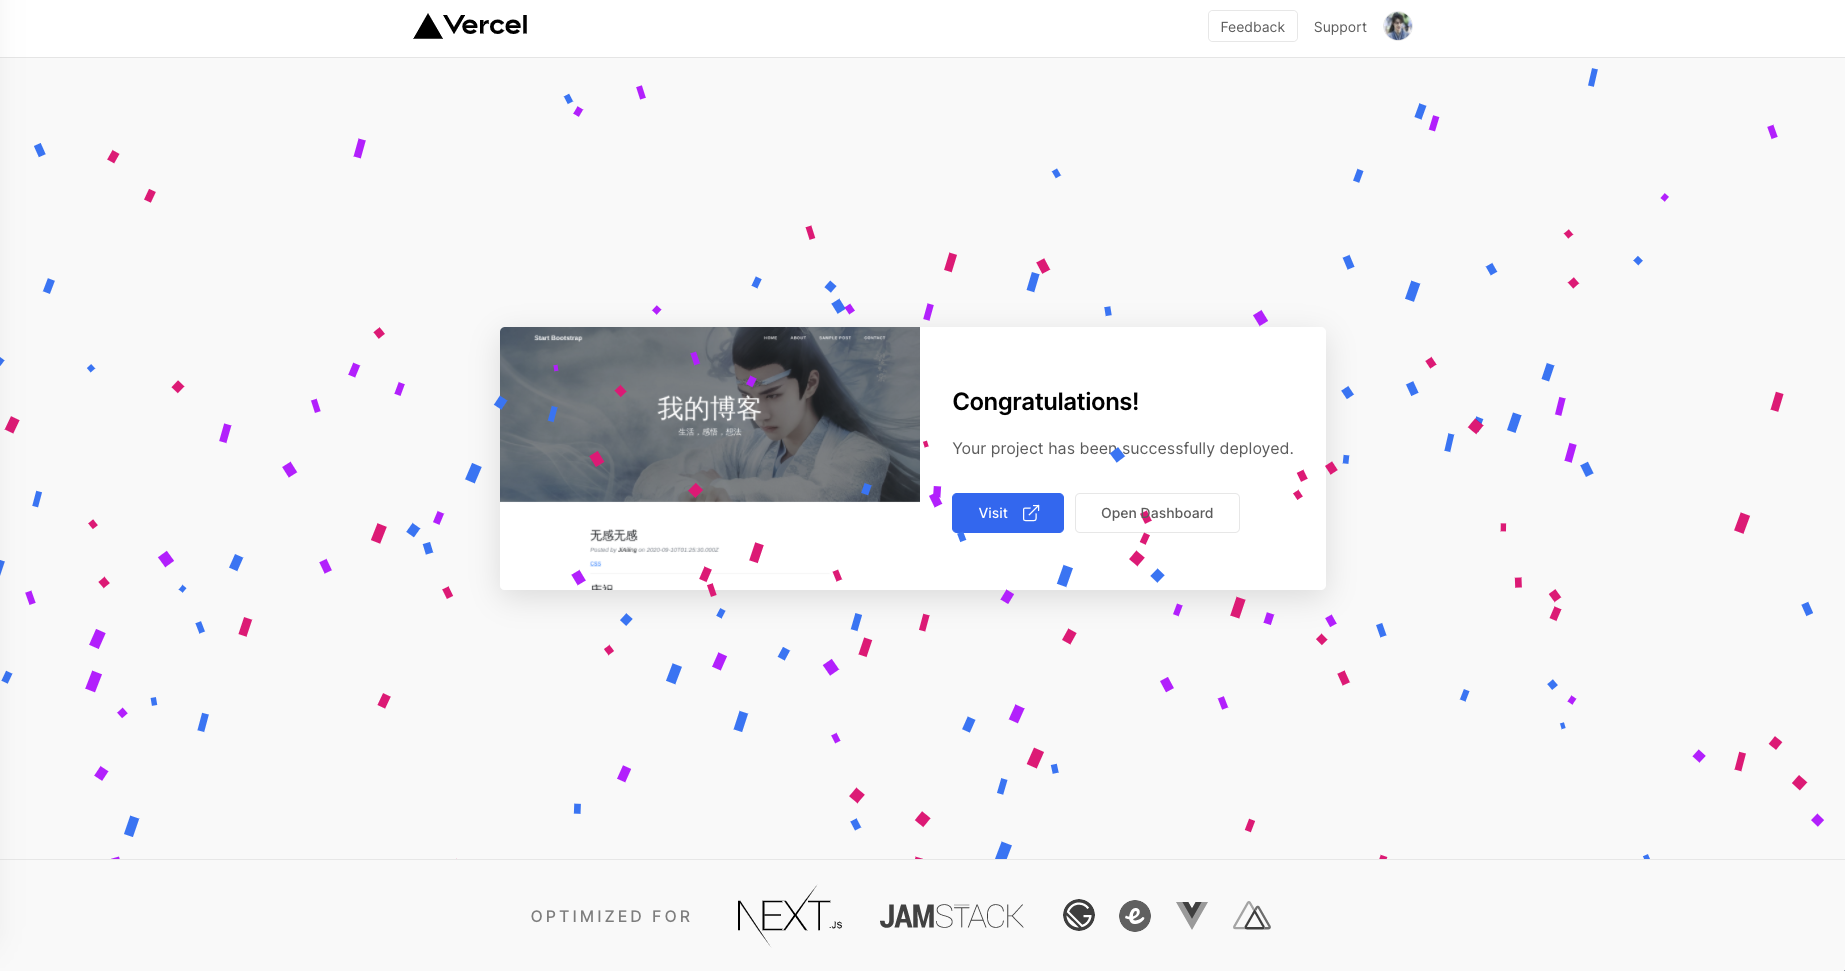 Vercel
Feedback
Support
Start Bootstrap
HOME
ABOUT
SAMPLE POST
CONTACT
我的博客
生活，感悟，想法
无感无感
Posted by JiAling on 2020-09-10T01:26:30.000Z
CSS
Congratulations!
Your project has been successfully deployed.
Visit
Open Dashboard
OPTIMIZED FOR
NEXT.JS
JAMSTACK